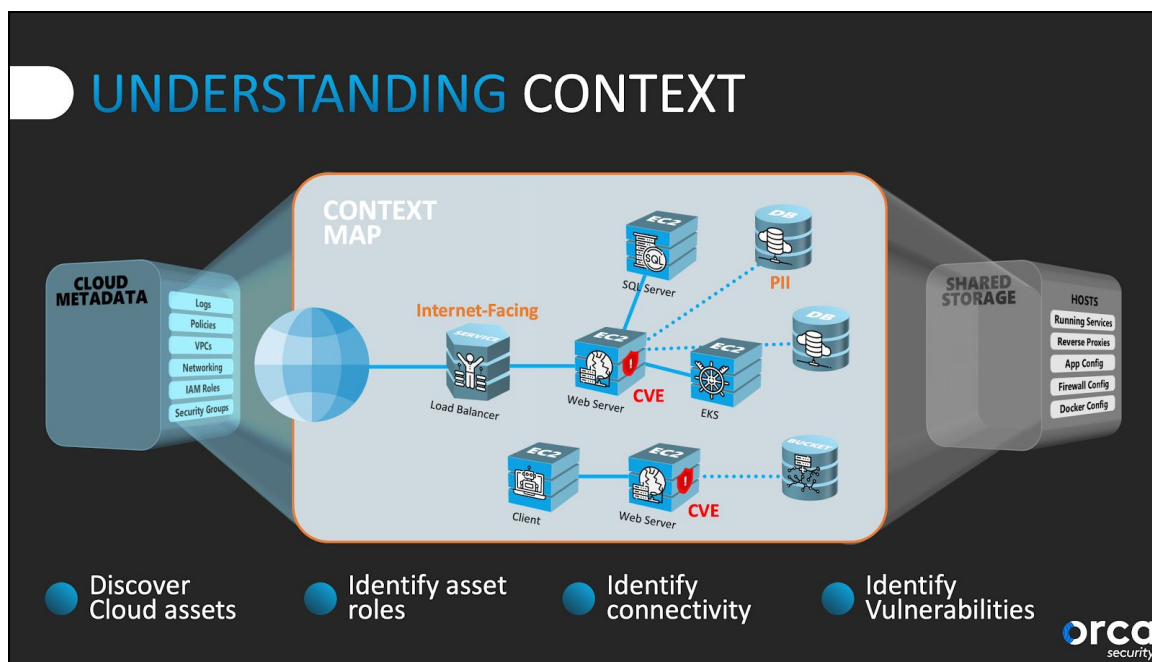 UNDERSTANDING CONTEXT
CONTEXT
MAP
CLOUD
METADATA
Logs
Policies
VPCs
Networking
IAM Roles
Security Groups
Internet-Facing
SERVICE
Load Balancer
EC2
SQL
SQL Server
DB
PII
EC2
Web Server
CVE
EC2
EKS
DB
EC2
Client
EC2
Web Server
CVE
BUCKET
SHARED
STORAGE
HOSTS
Running Services
Reverse Proxies
App Config
Firewall Config
Docker Config
Discover
Cloud assets
Identify asset
roles
Identify
connectivity
Identify
Vulnerabilities
orca
security